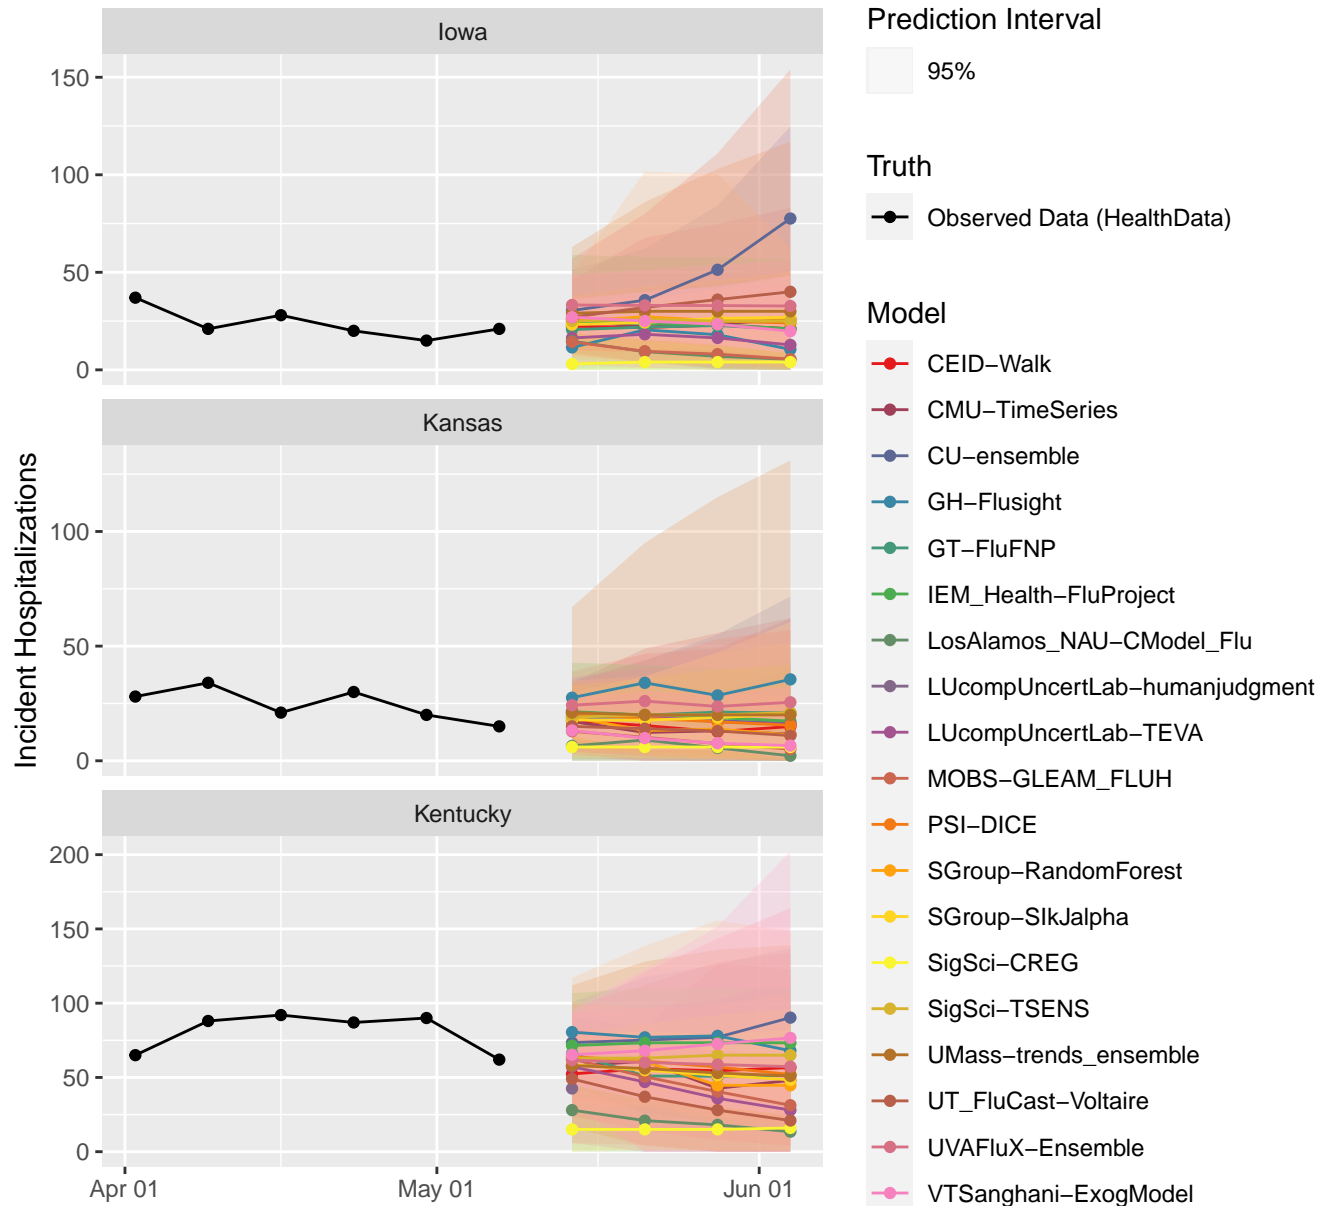 Iowa
150
100
50
0
Kansas
100
50
0
Kentucky
200
150
100
50
0
Apr 01
May 01
Jun 01
Incident Hospitalizations
Prediction Interval
95%
Truth
Observed Data (HealthData)
Model
CEID−Walk
CMU−TimeSeries
CU−ensemble
GH−Flusight
GT−FluFNP
IEM_Health−FluProject
LosAlamos_NAU−CModel_Flu
LUcompUncertLab−humanjudgment
LUcompUncertLab−TEVA
MOBS−GLEAM_FLUH
PSI−DICE
SGroup−RandomForest
SGroup−SIkJalpha
SigSci−CREG
SigSci−TSENS
UMass−trends_ensemble
UT_FluCast−Voltaire
UVAFluX−Ensemble
VTSanghani−ExogModel